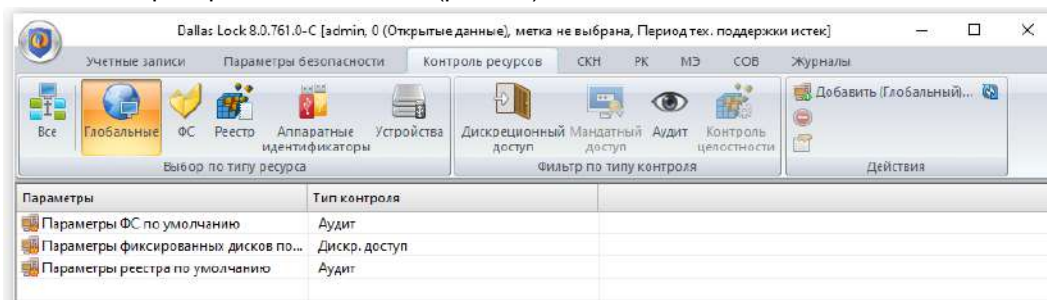 Dallas Lock 8.0.761.0-C [admin, 0 (Открытые данные), метка не выбрана, Период тех. поддержки истек]
Учетные записи Параметры безопасности Контроль ресурсов СКН РК МЭ СОВ Журналы
Все Глобальные ФС Реестр Аппаратные идентификаторы Устройства
Выбор по типу ресурса
Дискреционный доступ Мандатный доступ Аудит Контроль целостности
Фильтр по типу контроля
Добавить (Глобальный)...
Действия
Параметры Тип контроля
Параметры ФС по умолчанию Аудит
Параметры фиксированных дисков по... Дискр. доступ
Параметры реестра по умолчанию Аудит